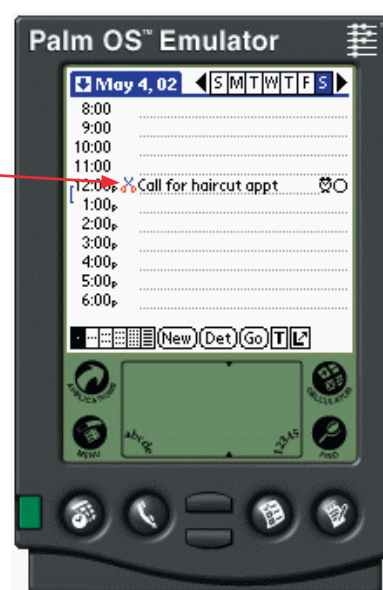 Palm OS™ Emulator
May 4, 02 S M T W T F S
8:00
9:00
10:00
11:00
12:00p Call for haircut appt
1:00p
2:00p
3:00p
4:00p
5:00p
6:00p
New Det Go T
APPLICATIONS CALCULATOR
MENU abcde 12345 FIND